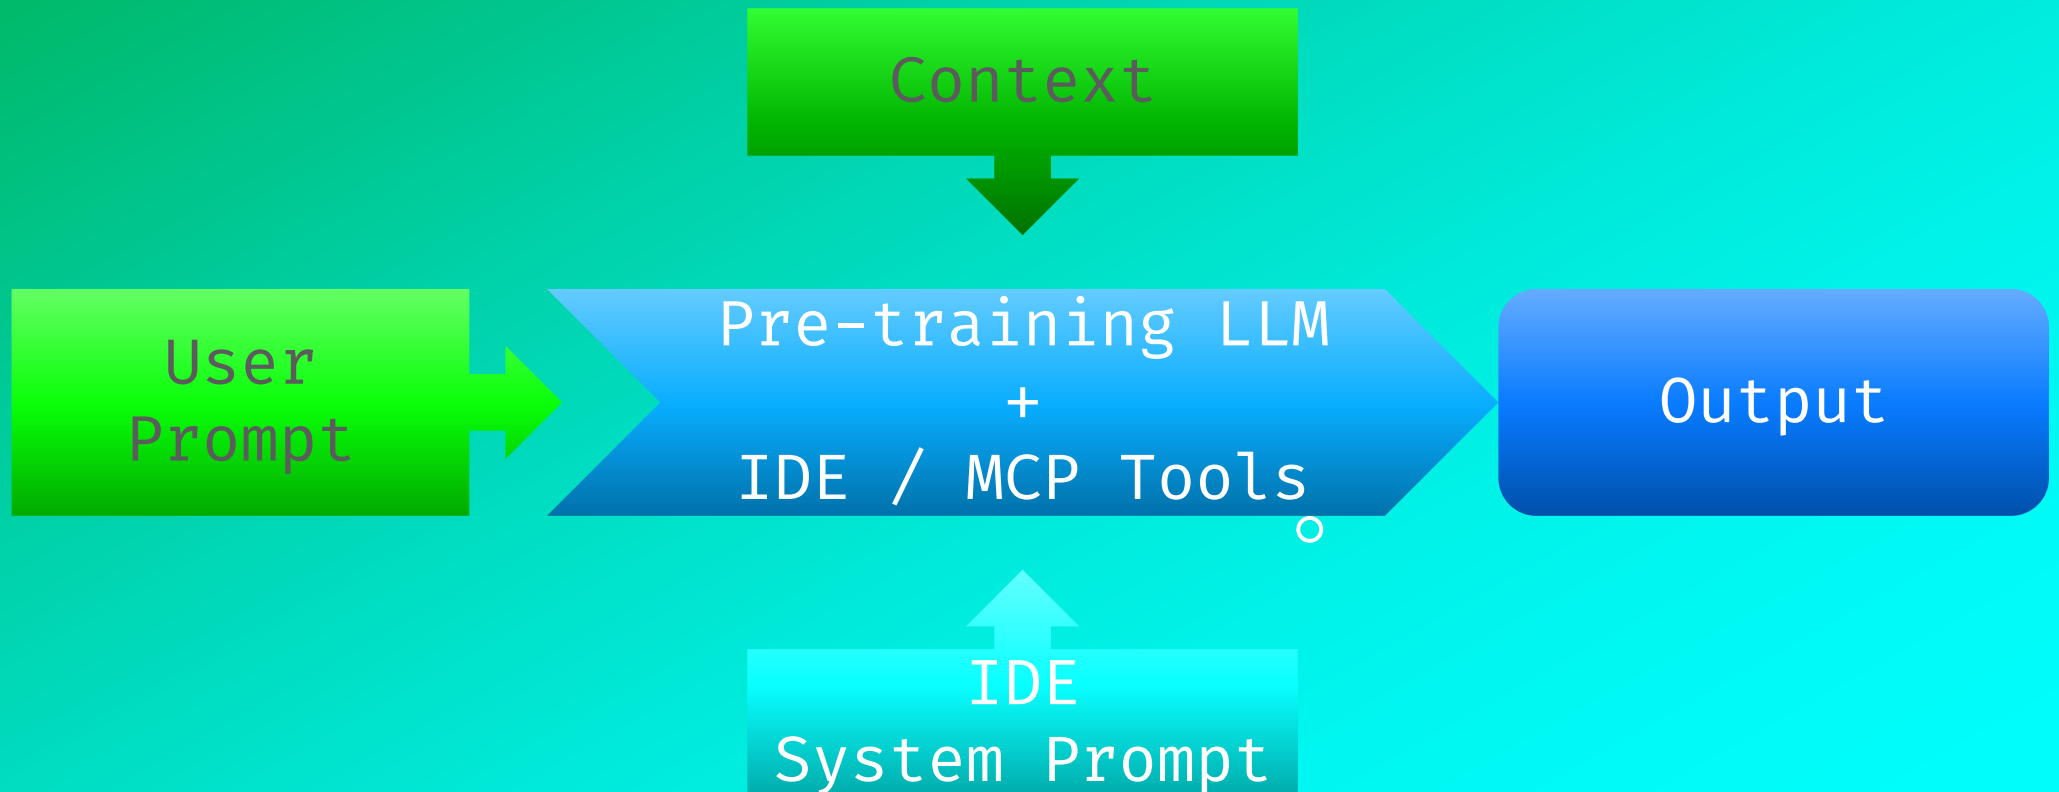 Context
User
Prompt
Pre-training LLM
+
IDE / MCP Tools
Output
IDE
System Prompt